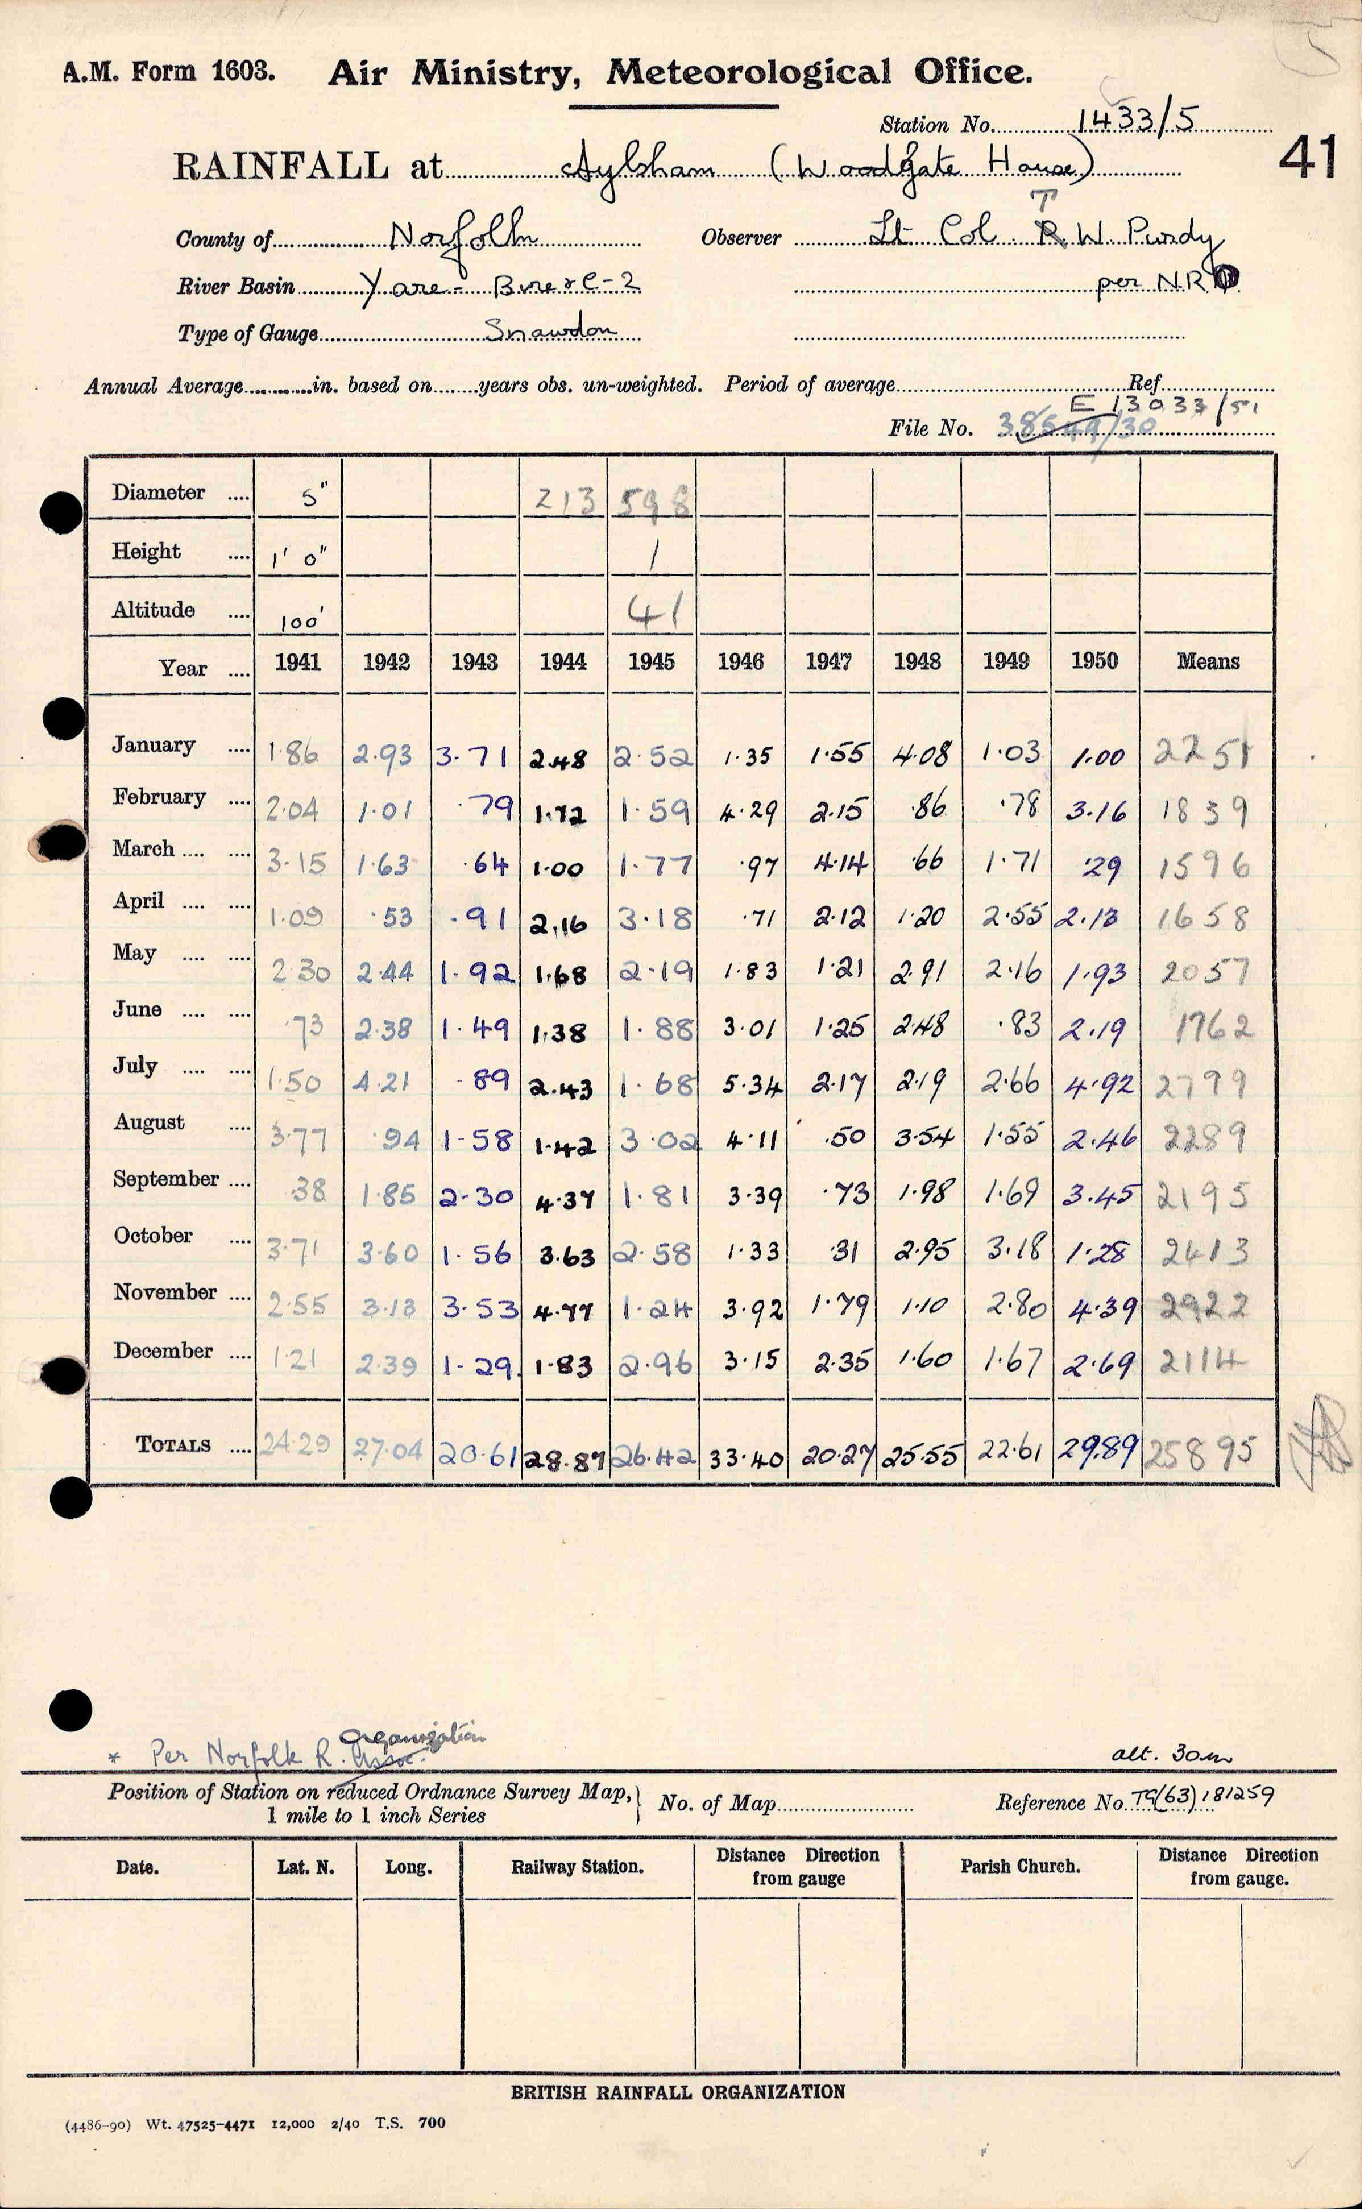 A.M. Form 1603. Air Ministry, Meteorological Office.
Station No. 1433/5
41
RAINFALL at Aylsham (Woodgate House)
T
County of Norfolk Observer Lt Col R.W. Purdy
River Basin Yare - Bure &c - 2 per NRO
Type of Gauge Snowdon
Annual Average in. based on years obs. un-weighted. Period of average Ref.
E 13033/51
File No. 38549/30
Diameter .... 5" 213 598
Height .... 1' 0" 1
Altitude .... 100' 41
Year .... 1941 1942 1943 1944 1945 1946 1947 1948 1949 1950 Means
January .... 1.86 2.93 3.71 2.48 2.52 1.35 1.55 4.08 1.03 1.00 2251
February .... 2.04 1.01 .79 1.72 1.59 4.29 2.15 .86 .78 3.16 1839
March .... .... 3.15 1.63 .64 1.00 1.77 .97 4.14 .66 1.71 .29 1596
April .... .... 1.09 .53 .91 2.16 3.18 .71 2.12 1.20 2.55 2.13 1658
May .... .... 2.30 2.44 1.92 1.68 2.19 1.83 1.21 2.91 2.16 1.93 2057
June .... .... .73 2.38 1.49 1.38 1.88 3.01 1.25 2.48 .83 2.19 1762
July .... .... 1.50 4.21 .89 2.43 1.68 5.34 2.17 2.19 2.66 4.92 2799
August .... 3.77 .94 1.58 1.42 3.02 4.11 .50 3.54 1.55 2.46 2289
September .... .38 1.85 2.30 4.37 1.81 3.39 .73 1.98 1.69 3.45 2195
October .... 3.71 3.60 1.56 3.63 2.58 1.33 .31 2.95 3.18 1.28 2413
November .... 2.55 3.13 3.53 4.77 1.24 3.92 1.79 1.10 2.80 4.39 2922
December .... 1.21 2.39 1.29 1.83 2.96 3.15 2.35 1.60 1.67 2.69 2114
TOTALS .... 24.29 27.04 20.61 28.87 26.42 33.40 20.27 25.55 22.61 29.89 25895
Organization
* Per Norfolk R. Assoc. alt. 30m
Position of Station on reduced Ordnance Survey Map, 1 mile to 1 inch Series No. of Map Reference No. TG(63)181259
Date. Lat. N. Long. Railway Station. Distance Direction from gauge Parish Church. Distance Direction from gauge.
BRITISH RAINFALL ORGANIZATION
(4486-90) Wt. 47525-4471 12,000 2/40 T.S. 700